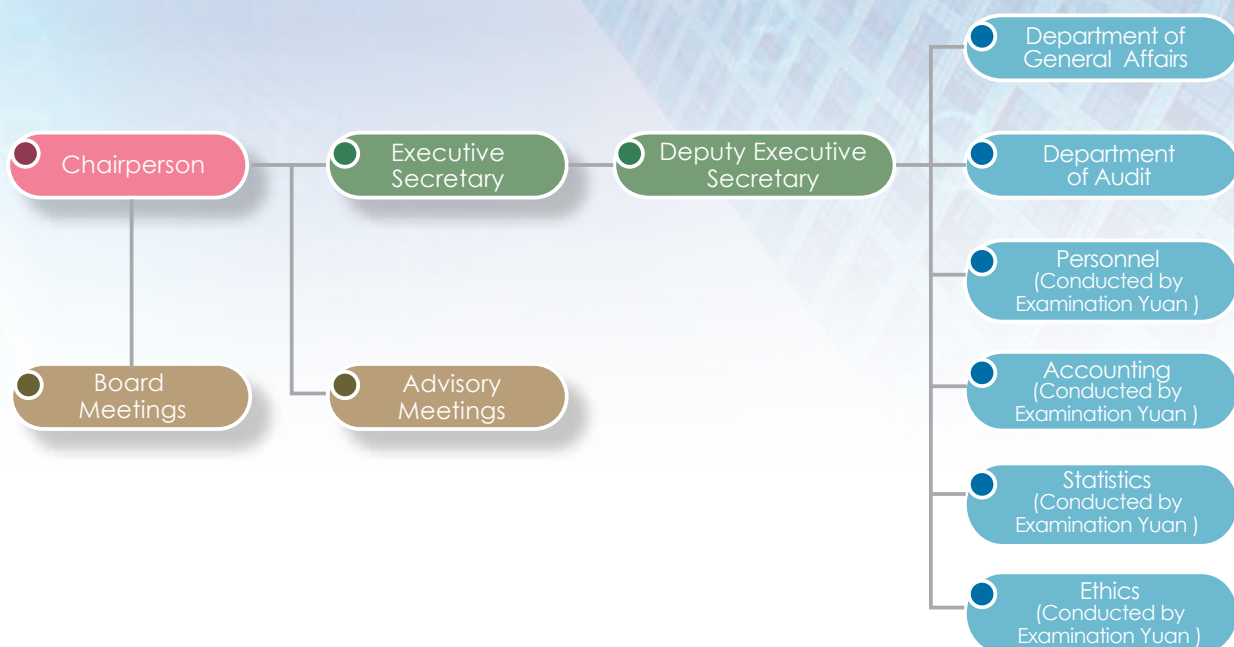 Chairperson
Executive
Secretary
Deputy Executive
Secretary
Board
Meetings
Advisory
Meetings
Department of
General Affairs
Department
of Audit
Personnel
(Conducted by
Examination Yuan )
Accounting
(Conducted by
Examination Yuan )
Statistics
(Conducted by
Examination Yuan )
Ethics
(Conducted by
Examination Yuan )